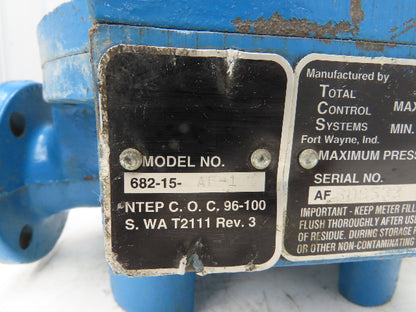 MODEL NO.
682-15- AF-1
NTEP C. O. C. 96-100
S. WA T2111 Rev. 3
Manufactured by
TOTAL
CONTROL MAX
SYSTEMS MIN.
Fort Wayne, Ind.
MAXIMUM PRESS
SERIAL NO.
AF
IMPORTANT - KEEP METER FILL
FLUSH THOROUGHLY AFTER US
OF RESIDUE. DURING STORAGE
OR OTHER NON-CONTAMINATING